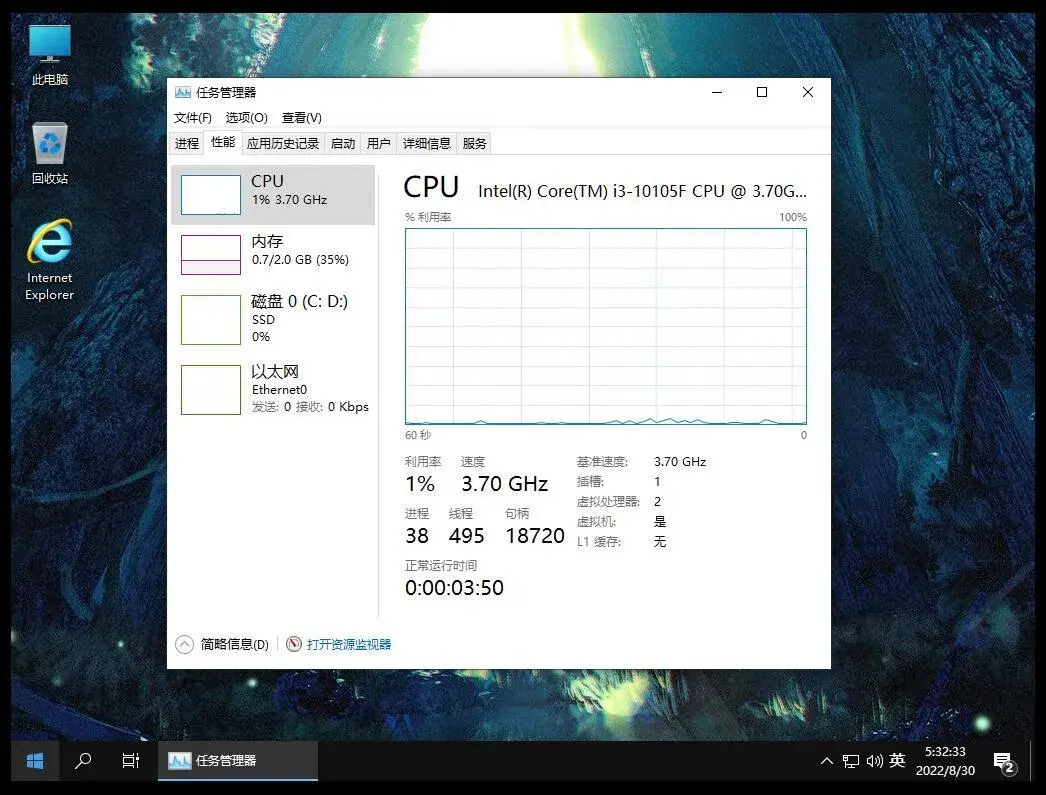 此电脑
回收站
Internet
Explorer
任务管理器
文件(F) 选项(O) 查看(V)
进程 性能 应用历史记录 启动 用户 详细信息 服务
CPU
1% 3.70 GHz
内存
0.7/2.0 GB (35%)
磁盘 0 (C: D:)
SSD
0%
以太网
Ethernet0
发送: 0 接收: 0 Kbps
CPU Intel(R) Core(TM) i3-10105F CPU @ 3.70G...
% 利用率 100%
60 秒 0
利用率 速度
1% 3.70 GHz
进程 线程 句柄
38 495 18720
正常运行时间
0:00:03:50
基准速度: 3.70 GHz
插槽: 1
虚拟处理器: 2
虚拟机: 是
L1 缓存: 无
简略信息(D) 打开资源监视器
任务管理器
英
5:32:33
2022/8/30
2